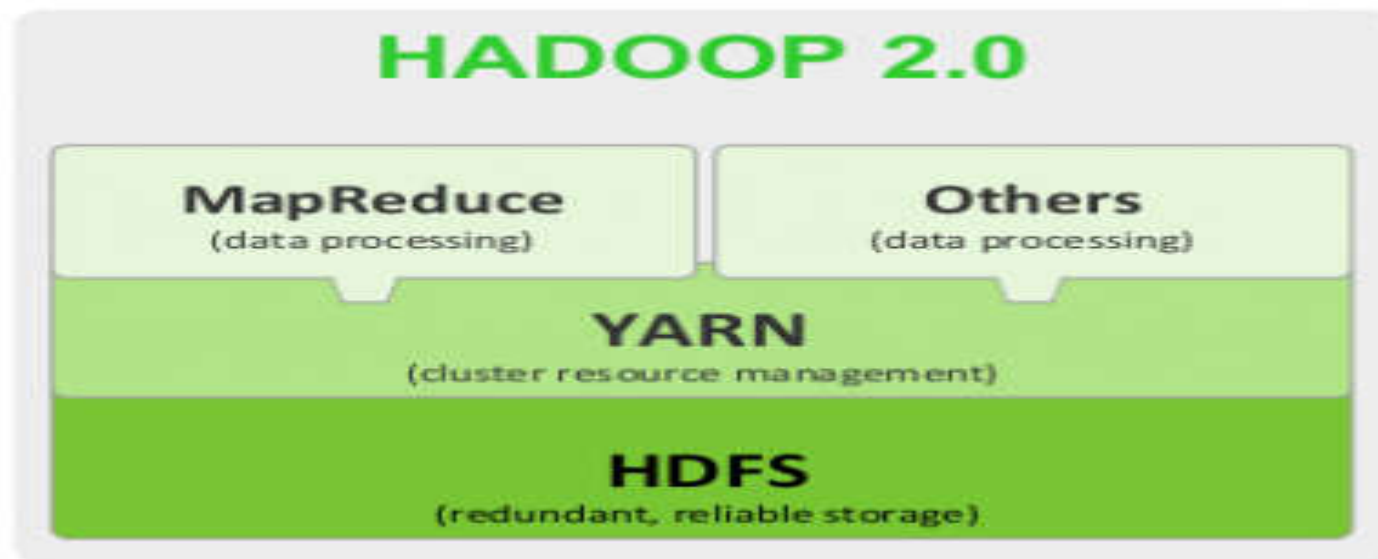 HADOOP 2.0
MapReduce
(data processing)
Others
(data processing)
YARN
(cluster resource management)
HDFS
(redundant, reliable storage)